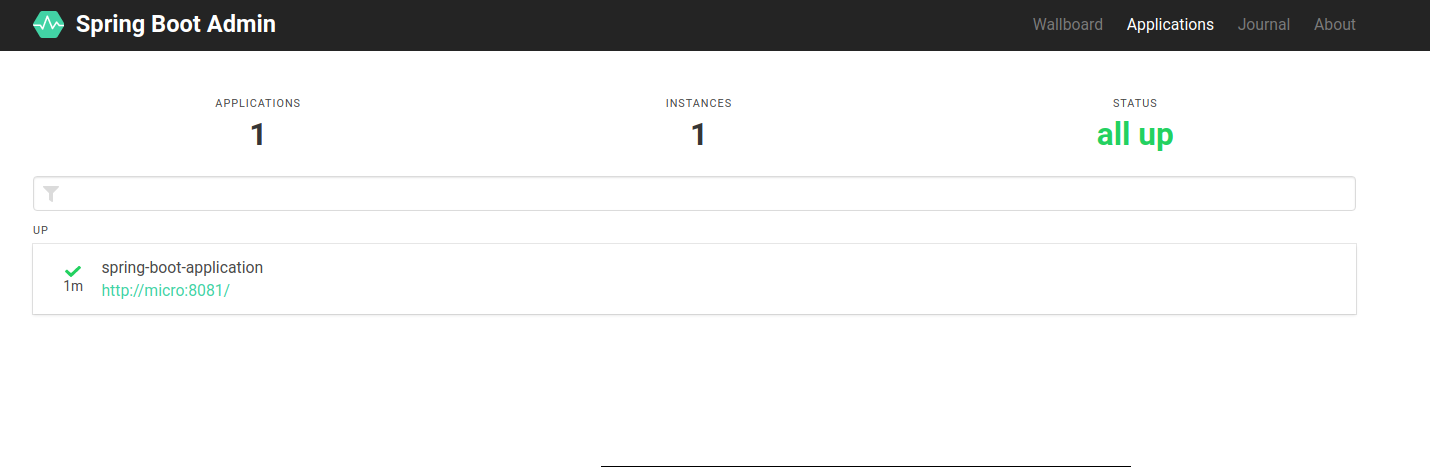 Spring Boot Admin Wallboard Applications Journal About
APPLICATIONS INSTANCES STATUS
1 1 all up
UP
spring-boot-application
1m http://micro:8081/